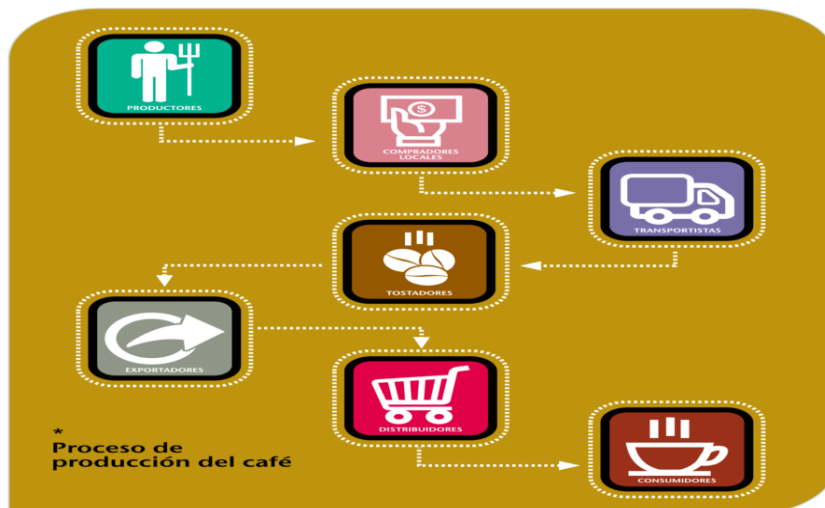 PRODUCTORES
COMPRADORES
LOCALES
TRANSPORTISTAS
TOSTADORES
EXPORTADORES
DISTRIBUIDORES
CONSUMIDORES
*
Proceso de
producción del café